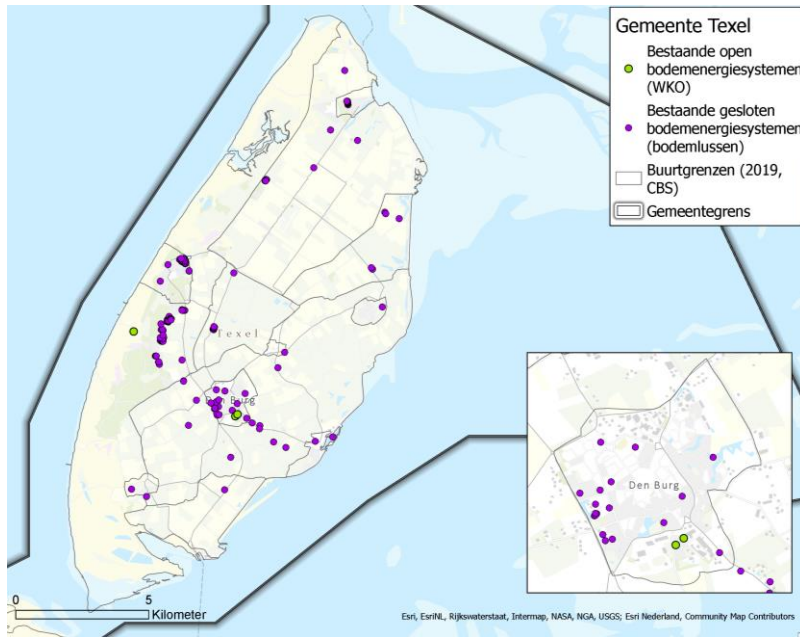 Gemeente Texel
Bestaande open
bodemenergiesystemen
(WKO)
Bestaande gesloten
bodemenergiesystemen
(bodemlussen)
Buurtgrenzen (2019,
CBS)
Gemeentegrens
Texel
Den Burg
Den Burg
0 5
Kilometer
Esri, EsriNL, Rijkswaterstaat, Intermap, NASA, NGA, USGS; Esri Nederland, Community Map Contributors